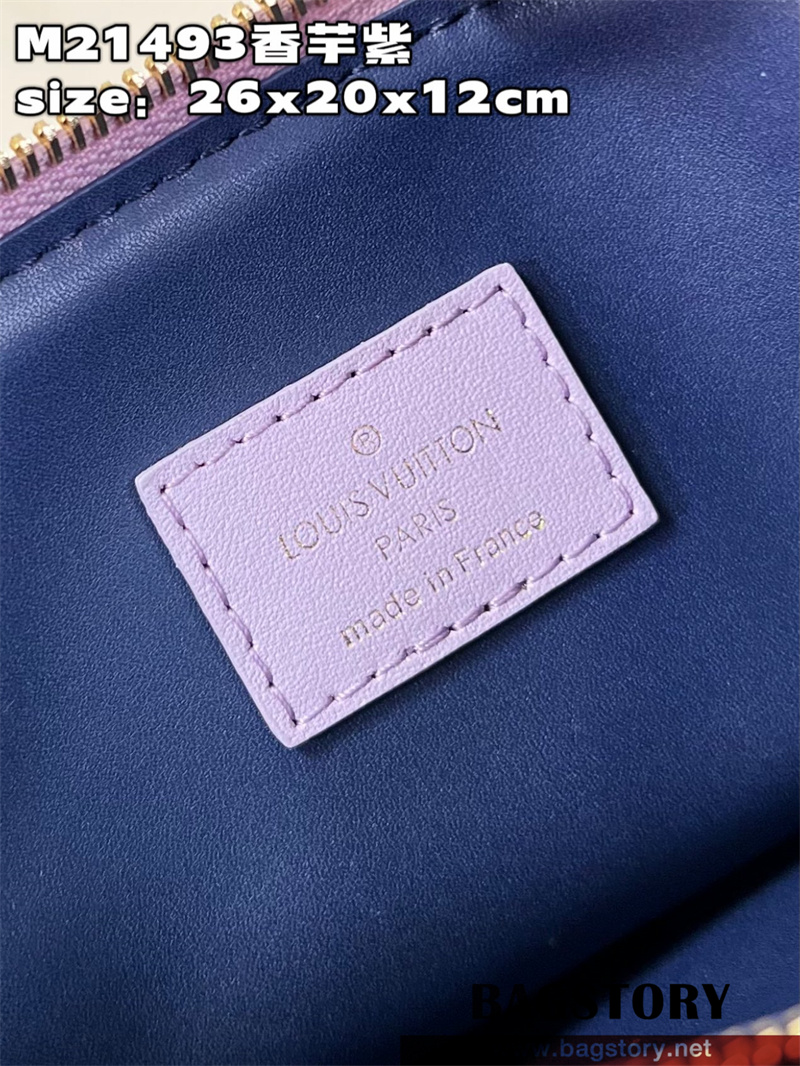 M21493香芋紫
size：26x20x12cm
®
LOUIS VUITTON
PARIS
made in France
BAGSTORY
www.bagstory.net